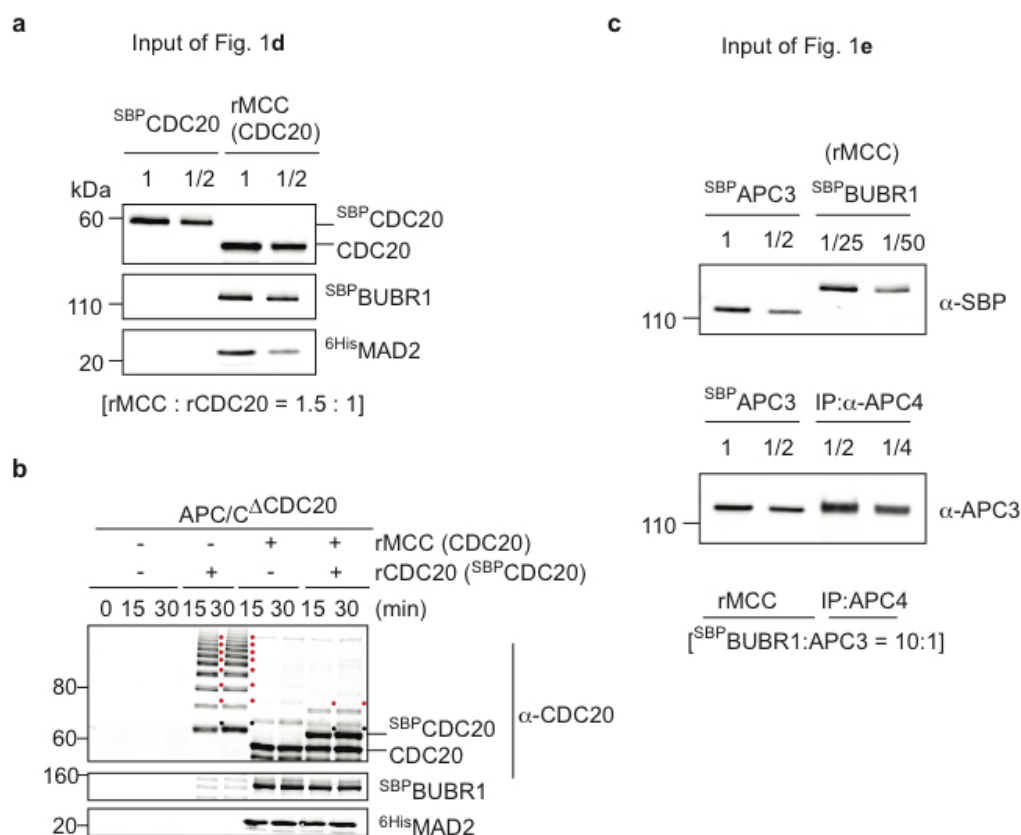 a
Input of Fig. 1d
SBPCDC20
rMCC
(CDC20)
kDa
1 1/2 1 1/2
60
SBPCDC20
CDC20
110
SBPBUBR1
20
6HisMAD2
[rMCC : rCDC20 = 1.5 : 1]
b
APC/CΔCDC20
- - + + rMCC (CDC20)
- + - + rCDC20 (SBPCDC20)
0 15 30 15 30 15 30 15 30 (min)
80
60
SBPCDC20
CDC20
α-CDC20
160
SBPBUBR1
20
6HisMAD2
c
Input of Fig. 1e
(rMCC)
SBPAPC3 SBPBUBR1
1 1/2 1/25 1/50
110
α-SBP
SBPAPC3 IP:α-APC4
1 1/2 1/2 1/4
110
α-APC3
rMCC IP:APC4
[SBPBUBR1:APC3 = 10:1]